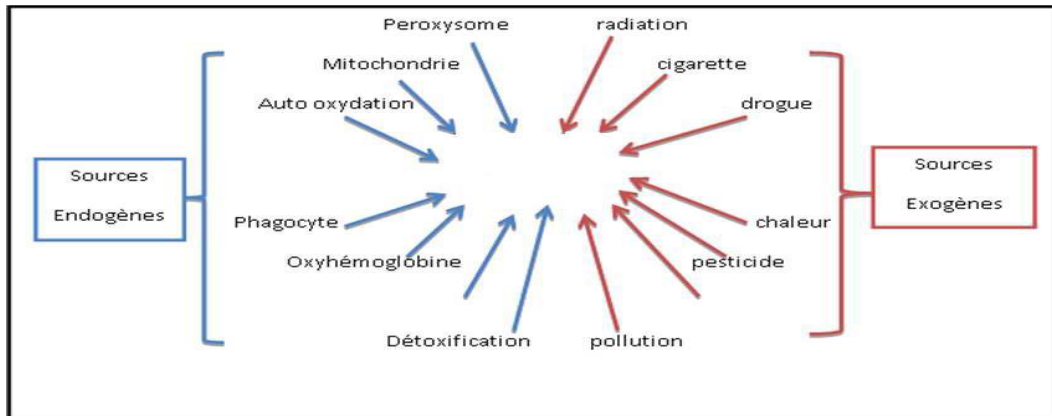 Peroxysome
radiation
Mitochondrie
cigarette
Auto oxydation
drogue
Sources
Endogènes
Sources
Exogènes
Phagocyte
chaleur
Oxyhémoglobine
pesticide
Détoxification
pollution